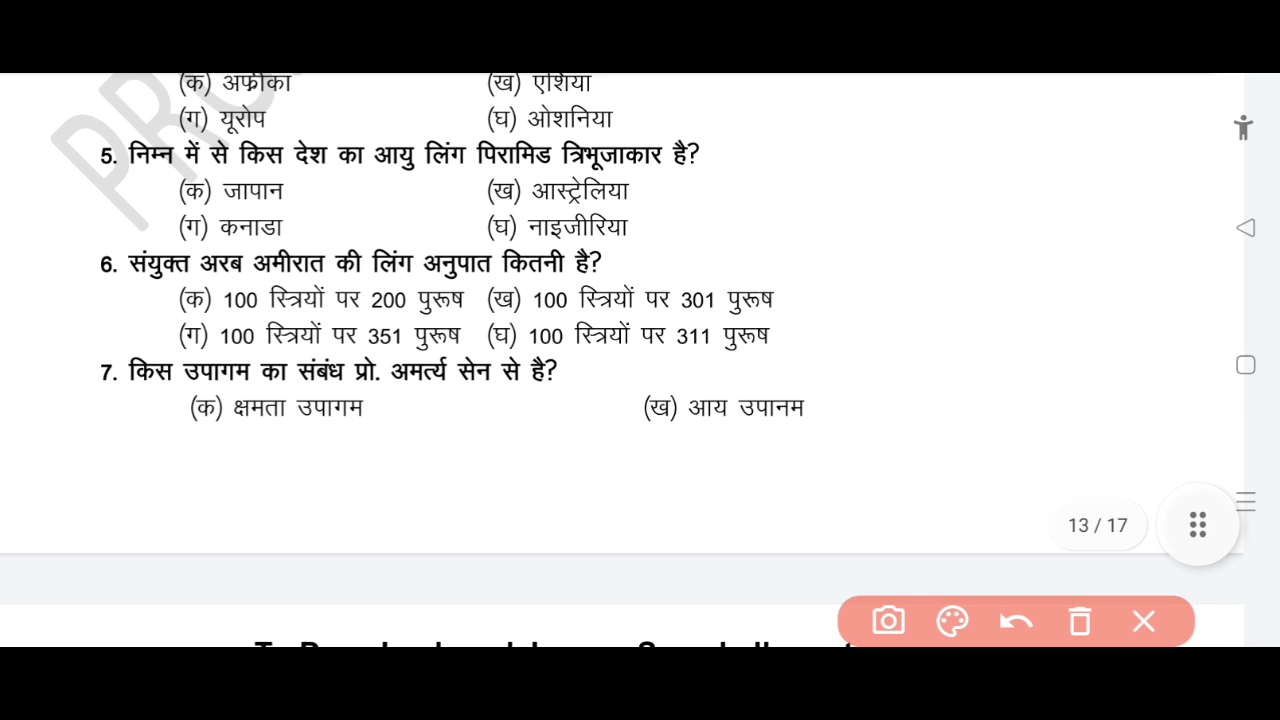 (क) अफ्रीका (ख) एशिया
(ग) यूरोप (घ) ओशनिया
5. निम्न में से किस देश का आयु लिंग पिरामिड त्रिभूजाकार है?
(क) जापान (ख) आस्ट्रेलिया
(ग) कनाडा (घ) नाइजीरिया
6. संयुक्त अरब अमीरात की लिंग अनुपात कितनी है?
(क) 100 स्त्रियों पर 200 पुरूष (ख) 100 स्त्रियों पर 301 पुरूष
(ग) 100 स्त्रियों पर 351 पुरूष (घ) 100 स्त्रियों पर 311 पुरूष
7. किस उपागम का संबंध प्रो. अमर्त्य सेन से है?
(क) क्षमता उपागम (ख) आय उपानम
13 / 17